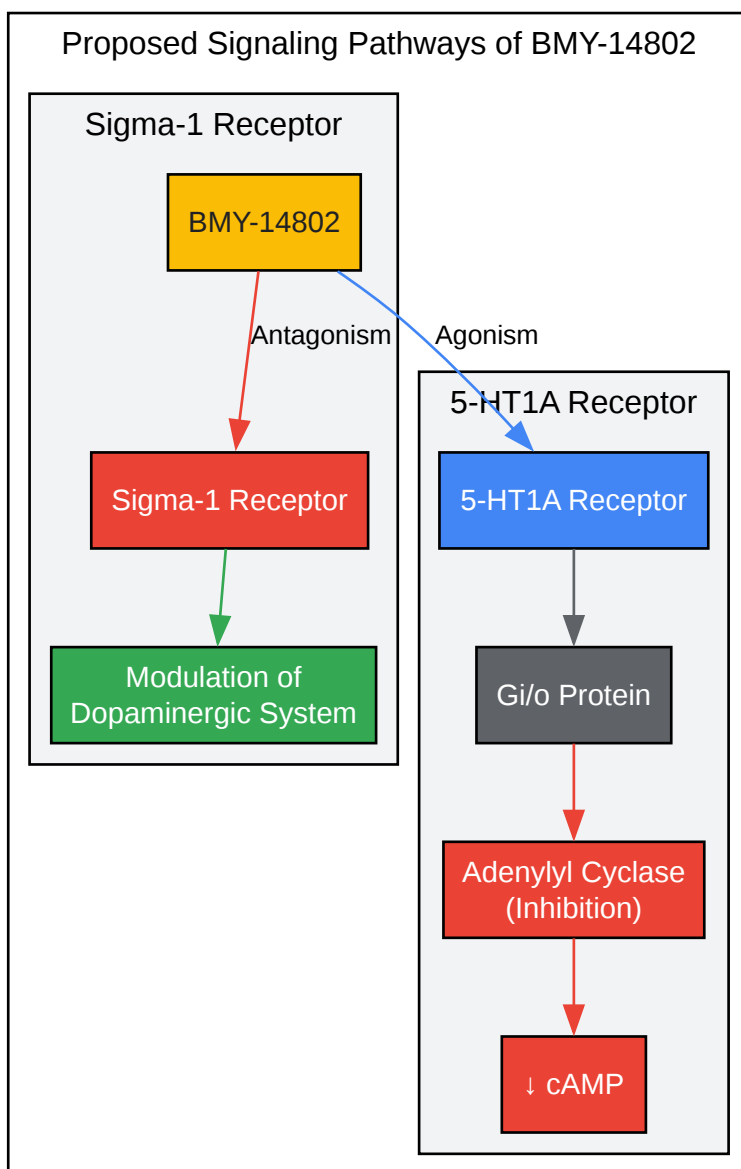 Proposed Signaling Pathways of BMY-14802
Sigma-1 Receptor
BMY-14802
Antagonism
Agonism
5-HT1A Receptor
Sigma-1 Receptor
5-HT1A Receptor
Modulation of
Dopaminergic System
Gi/o Protein
Adenylyl Cyclase
(Inhibition)
↓ cAMP